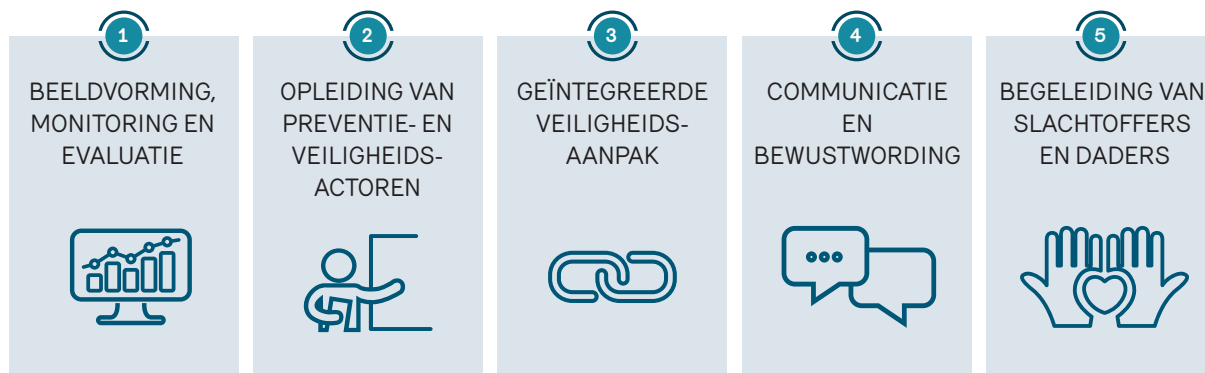 1
BEELDVORMING,
MONITORING EN
EVALUATIE
2
OPLEIDING VAN
PREVENTIE- EN
VEILIGHEIDS-
ACTOREN
3
GEÏNTEGREERDE
VEILIGHEIDS-
AANPAK
4
COMMUNICATIE
EN
BEWUSTWORDING
5
BEGELEIDING VAN
SLACHTOFFERS
EN DADERS